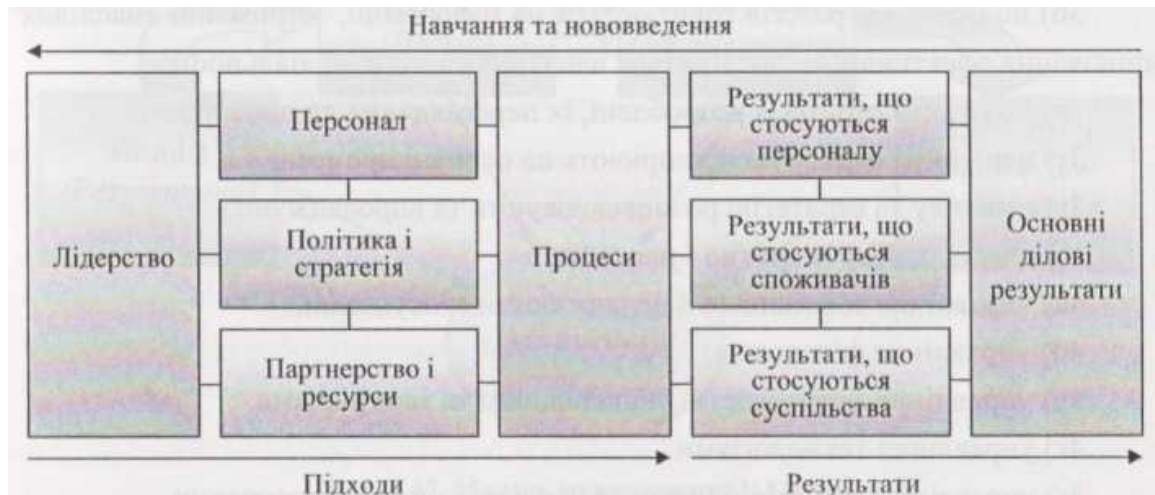 Навчання та нововведення
Лідерство
Персонал
Політика і
стратегія
Партнерство і
ресурси
Процеси
Результати, що
стосуються
персоналу
Результати, що
стосуються
споживачів
Результати, що
стосуються
суспільства
Основні
ділові
результати
Підходи
Результати